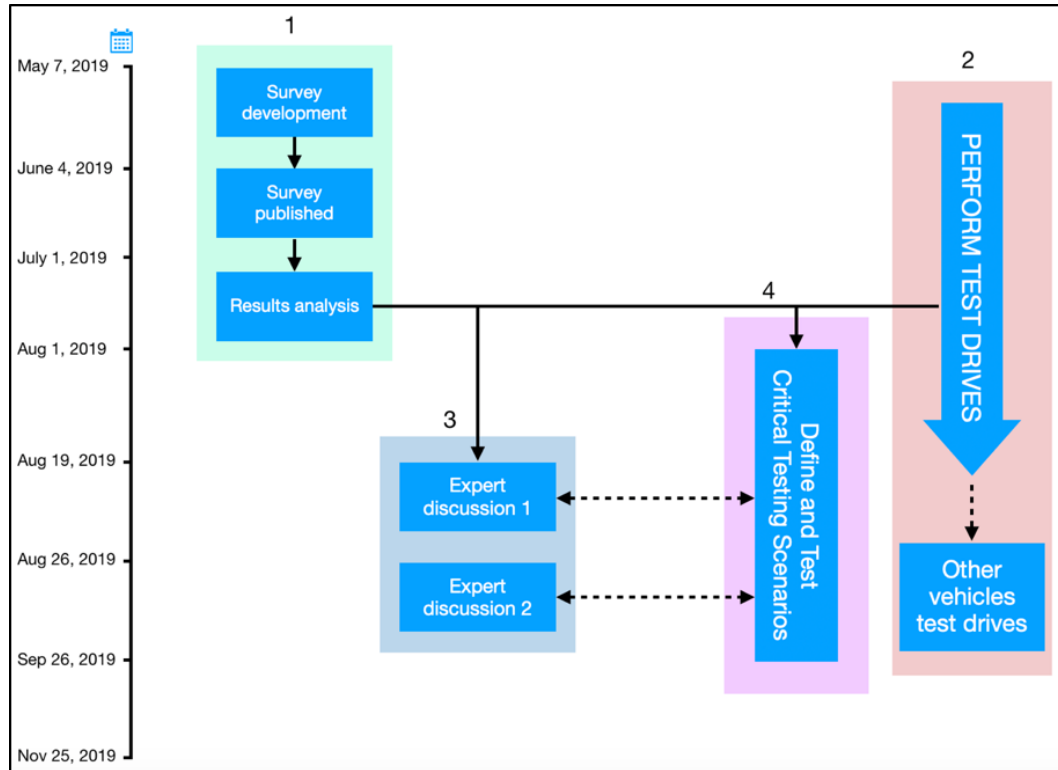 May 7, 2019
June 4, 2019
July 1, 2019
Aug 1, 2019
Aug 19, 2019
Aug 26, 2019
Sep 26, 2019
Nov 25, 2019
1
Survey
development
Survey
published
Results analysis
2
PERFORM TEST DRIVES
Other
vehicles
test drives
3
Expert
discussion 1
Expert
discussion 2
4
Define and Test
Critical Testing Scenarios